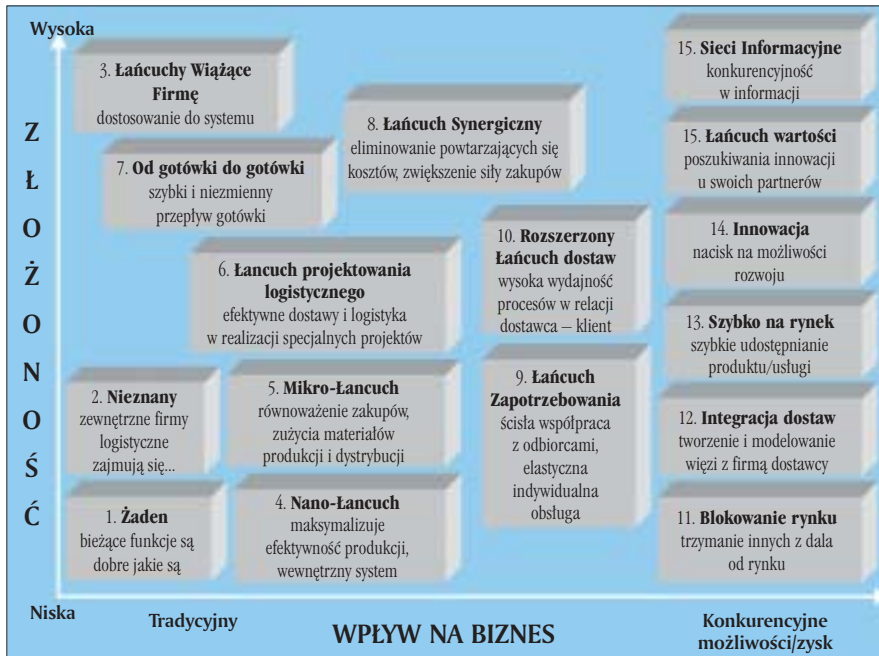 Wysoka
ZŁOŻONOŚĆ
3. Łańcuchy Wiążące
Firmę
dostosowanie do systemu
7. Od gotówki do gotówki
szybki i niezmienny
przepływ gotówki
8. Łańcuch Synergiczny
eliminowanie powtarzających się
kosztów, zwiększenie siły zakupów
6. Łancuch projektowania
logistycznego
efektywne dostawy i logistyka
w realizacji specjalnych projektów
10. Rozszerzony
Łańcuch dostaw
wysoka wydajność
procesów w relacji
dostawca – klient
2. Nieznany
zewnętrzne firmy
logistyczne
zajmują się...
5. Mikro-Łancuch
równoważenie zakupów,
zużycia materiałów
produkcji i dystrybucji
9. Łańcuch
Zapotrzebowania
ścisła współpraca
z odbiorcami,
elastyczna
indywidualna
obsługa
1. Żaden
bieżące funkcje są
dobre jakie są
4. Nano-Łancuch
maksymalizuje
efektywność produkcji,
wewnętrzny system
15. Sieci Informacyjne
konkurencyjność
w informacji
15. Łańcuch wartości
poszukiwania innowacji
u swoich partnerów
14. Innowacja
nacisk na możliwości
rozwoju
13. Szybko na rynek
szybkie udostępnianie
produktu/usługi
12. Integracja dostaw
tworzenie i modelowanie
więzi z firmą dostawcy
11. Blokowanie rynku
trzymanie innych z dala
od rynku
Niska
Tradycyjny
WPŁYW NA BIZNES
Konkurencyjne
możliwości/zysk